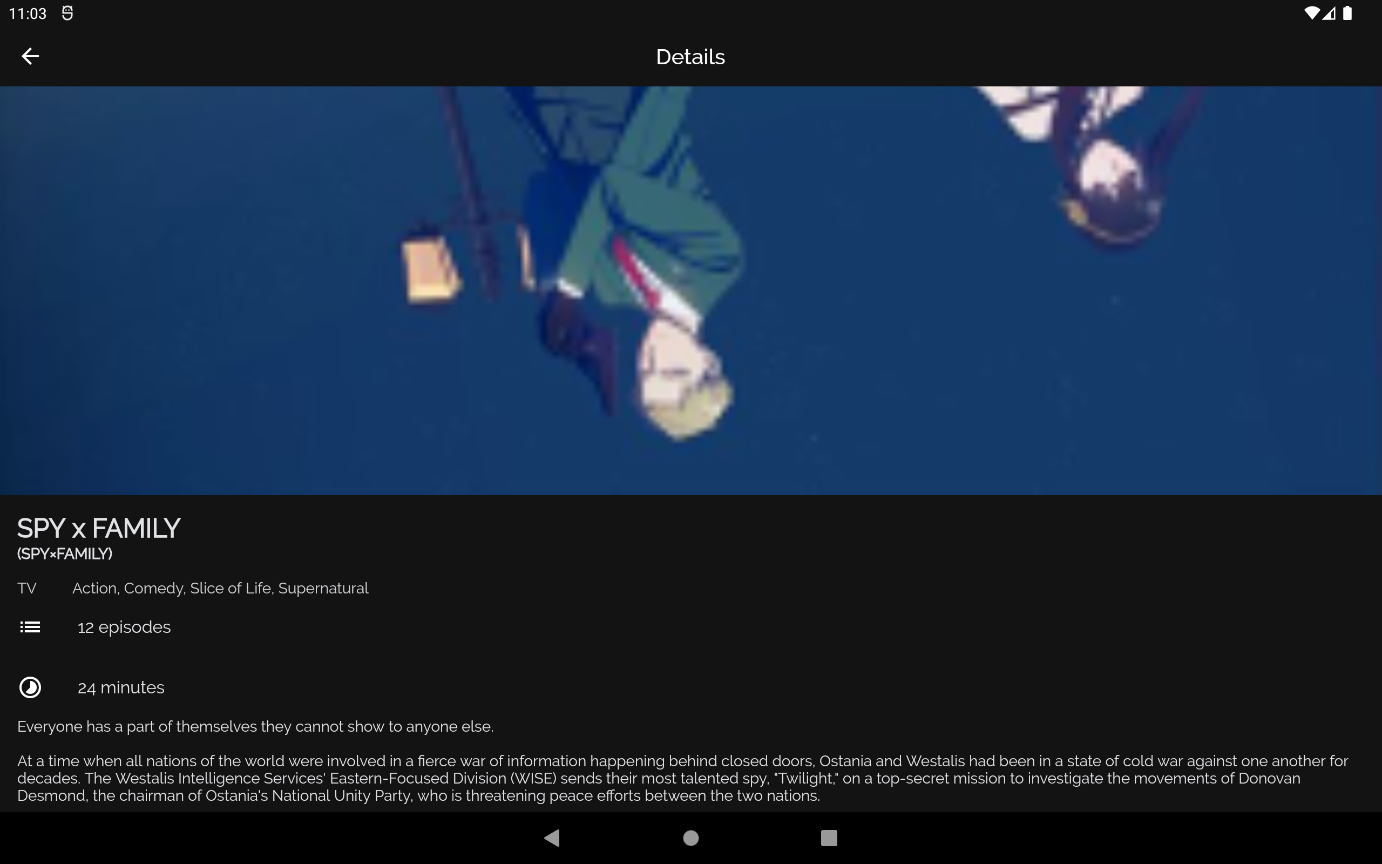 11:03
Details
SPY x FAMILY
(SPY×FAMILY)
TV Action, Comedy, Slice of Life, Supernatural
12 episodes
24 minutes
Everyone has a part of themselves they cannot show to anyone else.
At a time when all nations of the world were involved in a fierce war of information happening behind closed doors, Ostania and Westalis had been in a state of cold war against one another for
decades. The Westalis Intelligence Services' Eastern-Focused Division (WISE) sends their most talented spy, "Twilight," on a top-secret mission to investigate the movements of Donovan
Desmond, the chairman of Ostania's National Unity Party, who is threatening peace efforts between the two nations.